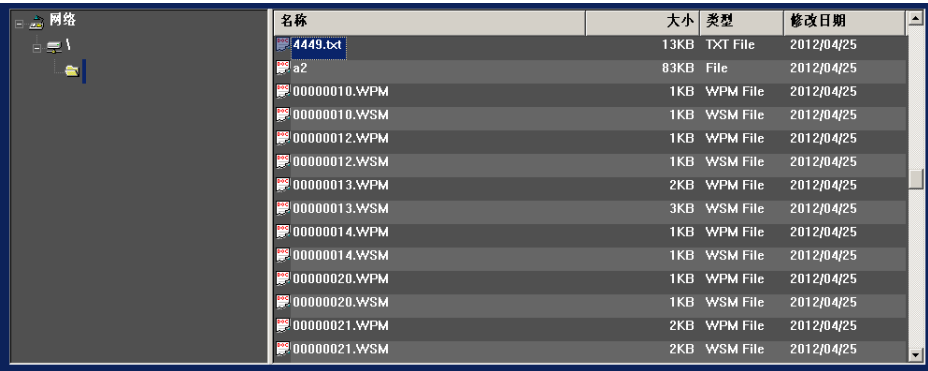 网络
\
名称 大小 类型 修改日期
4449.txt 13KB TXT File 2012/04/25
a2 83KB File 2012/04/25
00000010.WPM 1KB WPM File 2012/04/25
00000010.WSM 1KB WSM File 2012/04/25
00000012.WPM 1KB WPM File 2012/04/25
00000012.WSM 1KB WSM File 2012/04/25
00000013.WPM 2KB WPM File 2012/04/25
00000013.WSM 3KB WSM File 2012/04/25
00000014.WPM 1KB WPM File 2012/04/25
00000014.WSM 1KB WSM File 2012/04/25
00000020.WPM 1KB WPM File 2012/04/25
00000020.WSM 1KB WSM File 2012/04/25
00000021.WPM 2KB WPM File 2012/04/25
00000021.WSM 2KB WSM File 2012/04/25